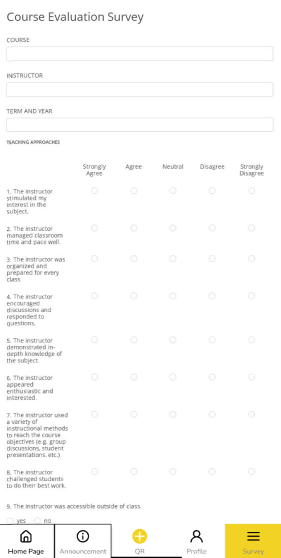 Course Evaluation Survey
COURSE
INSTRUCTOR
TERM AND YEAR
TEACHING APPROACHES
Strongly Agree Neutral Disagree Strongly
Agree Disagree
1. The instructor
stimulated my
interest in the
subject.
2. The instructor
managed classroom
time and pace well.
3. The instructor was
organized and
prepared for every
class
4. The instructor
encouraged
discussions and
responded to
questions.
5. The instructor
demonstrated in-
depth knowledge of
the subject.
6. The instructor
appeared
enthusiastic and
interested.
7. The instructor used
a variety of
instructional methods
to reach the course
objectives (e.g. group
discussions, student
presentations, etc.)
8. The instructor
challenged students
to do their best work.
9. The instructor was accessible outside of class.
yes no
Home Page Announcement QR Profile Survey